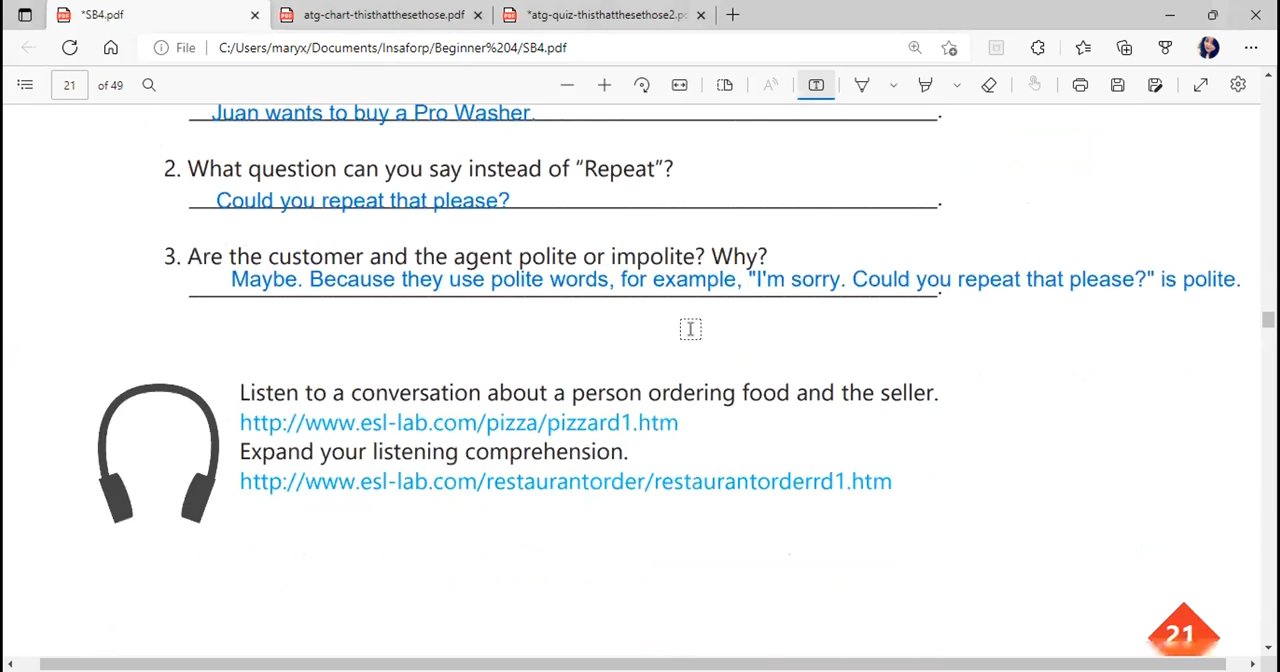 *SB4.pdf
atg-chart-thisthatthesethose.pdf
*atg-quiz-thisthatthesethose2.pd
File
C:/Users/maryx/Documents/Insaforp/Beginner%204/SB4.pdf
21 of 49
Juan wants to buy a Pro Washer.
2. What question can you say instead of “Repeat”?
Could you repeat that please?
3. Are the customer and the agent polite or impolite? Why?
Maybe. Because they use polite words, for example, "I'm sorry. Could you repeat that please?" is polite.
Listen to a conversation about a person ordering food and the seller.
http://www.esl-lab.com/pizza/pizzard1.htm
Expand your listening comprehension.
http://www.esl-lab.com/restaurantorder/restaurantorderrd1.htm
21